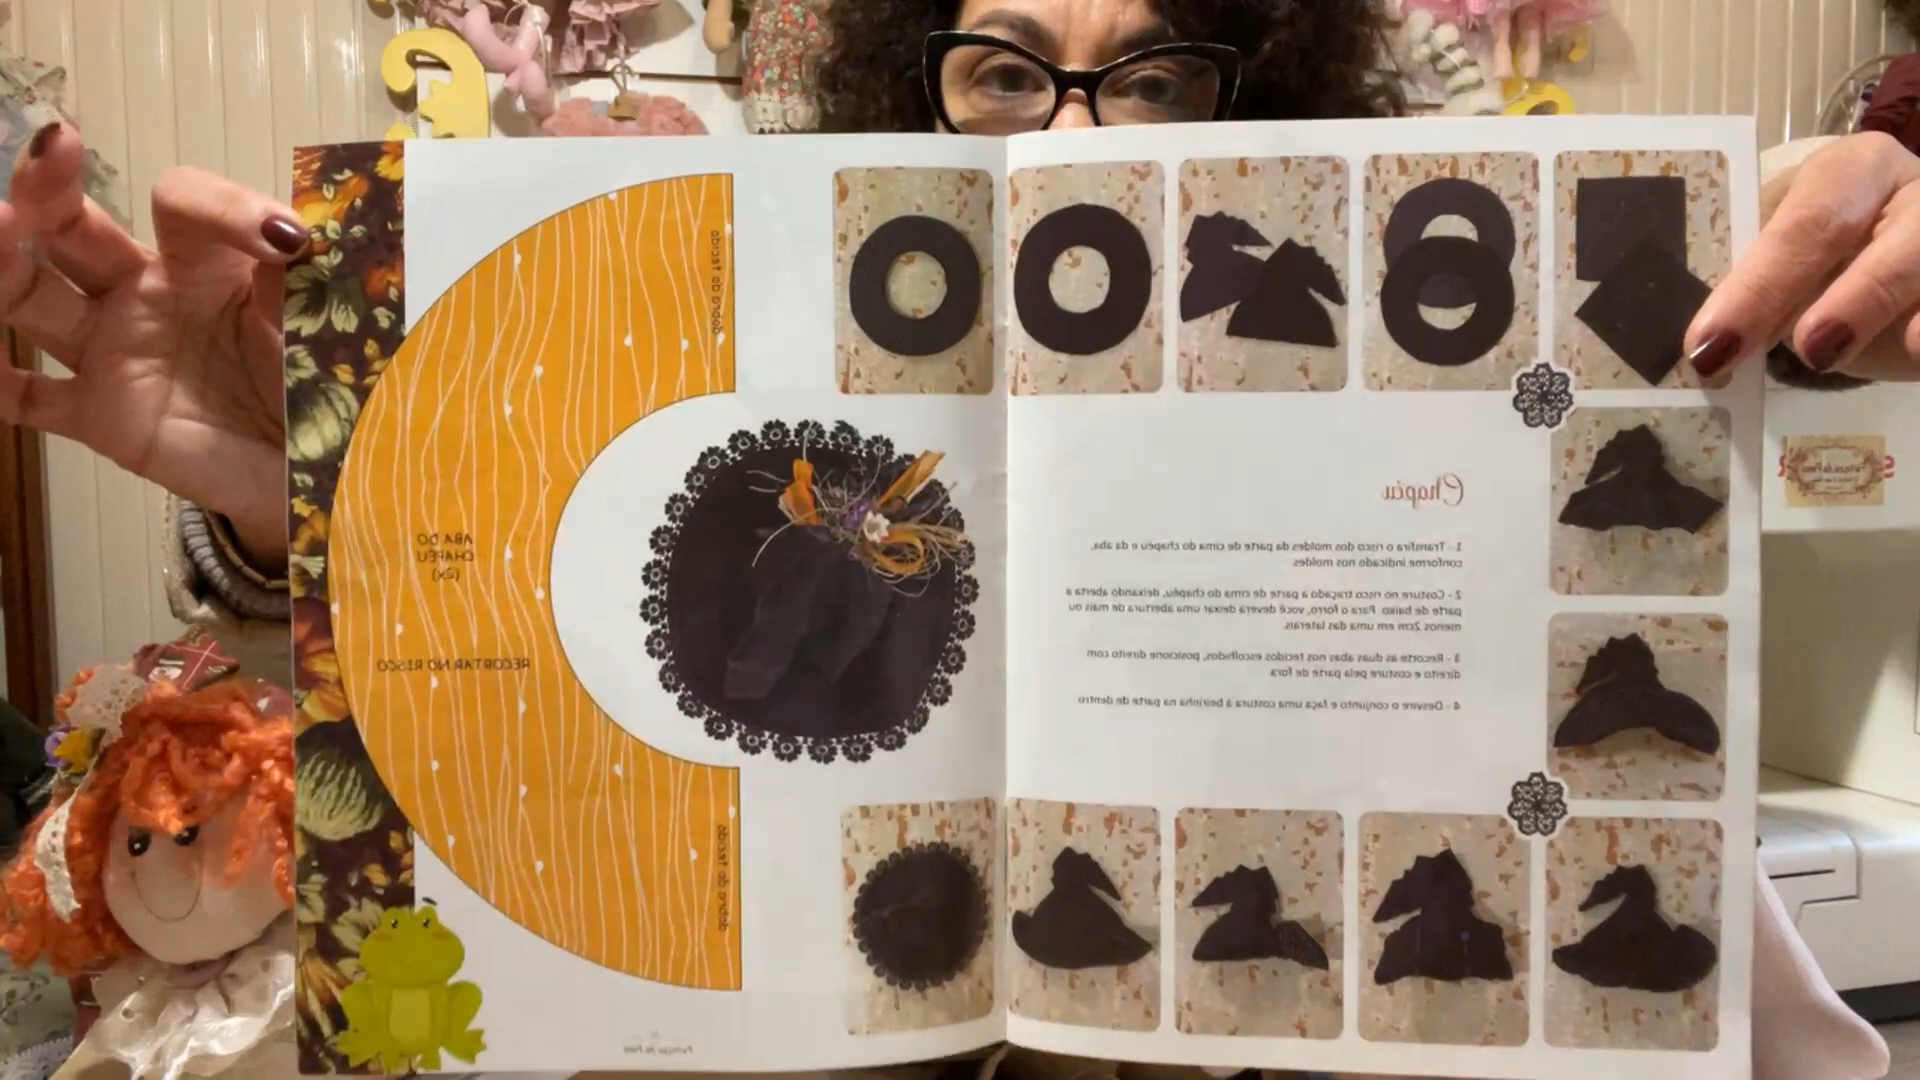 Chapéu
1 - Transfira o risco dos moldes da parte de cima do chapéu e da aba,
conforme indicado nos moldes.
2 - Costure no risco traçado a parte de cima do chapéu, deixando aberta a
parte de baixo. Para o forro, você deverá deixar uma abertura de mais ou
menos 2cm em uma das laterais.
3 - Recorte as duas abas nos tecidos escolhidos, posicione direito com
direito e costure pela parte de fora
4 - Desvire o conjunto e faça uma costura à beirinha na parte de dentro
dobra do tecido
ABA DO
CHAPÉU
(2x)
RECORTAR NO RISCO
dobra do tecido